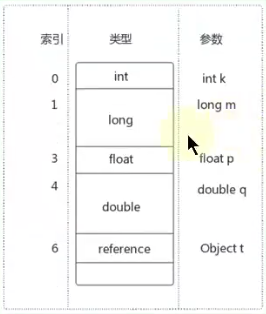 索引 类型 参数
0 int int k
1 long long m
3 float float p
4 double double q
6 reference Object t